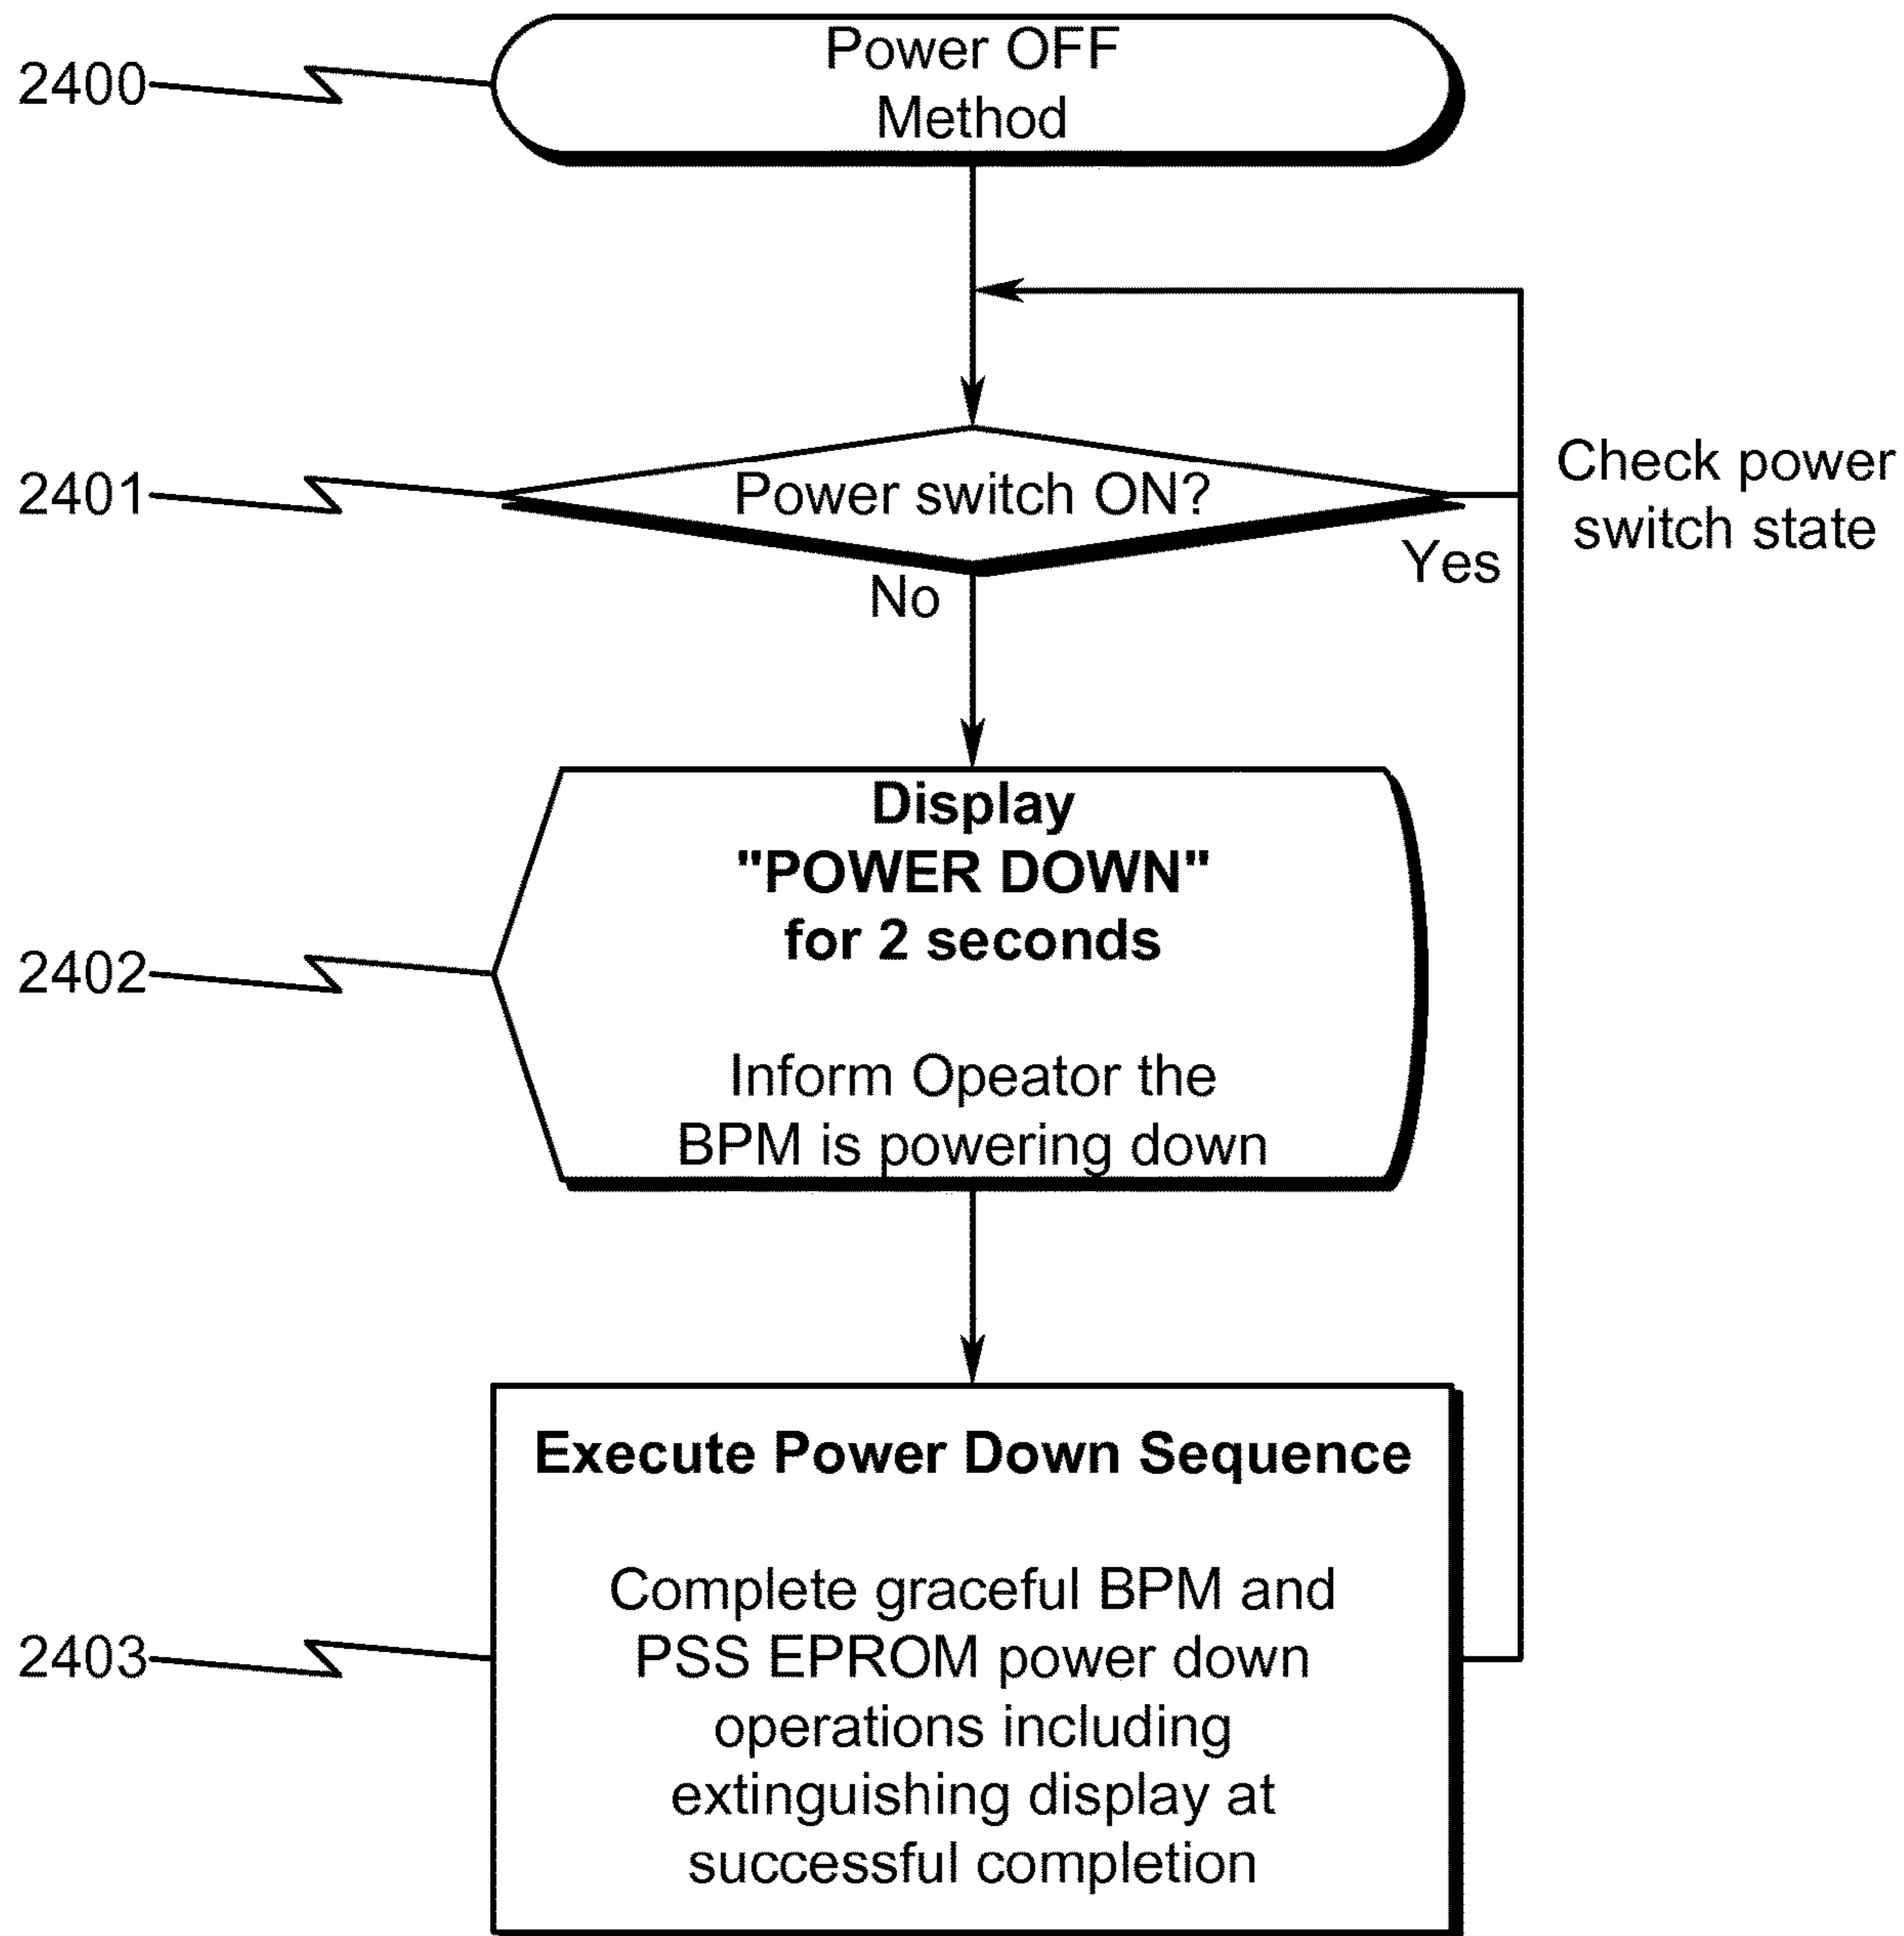 2400
Power OFF
Method
2401
Power switch ON?
Check power
switch state
Yes
No
2402
Display
"POWER DOWN"
for 2 seconds
Inform Opeator the
BPM is powering down
2403
Execute Power Down Sequence
Complete graceful BPM and
PSS EPROM power down
operations including
extinguishing display at
successful completion